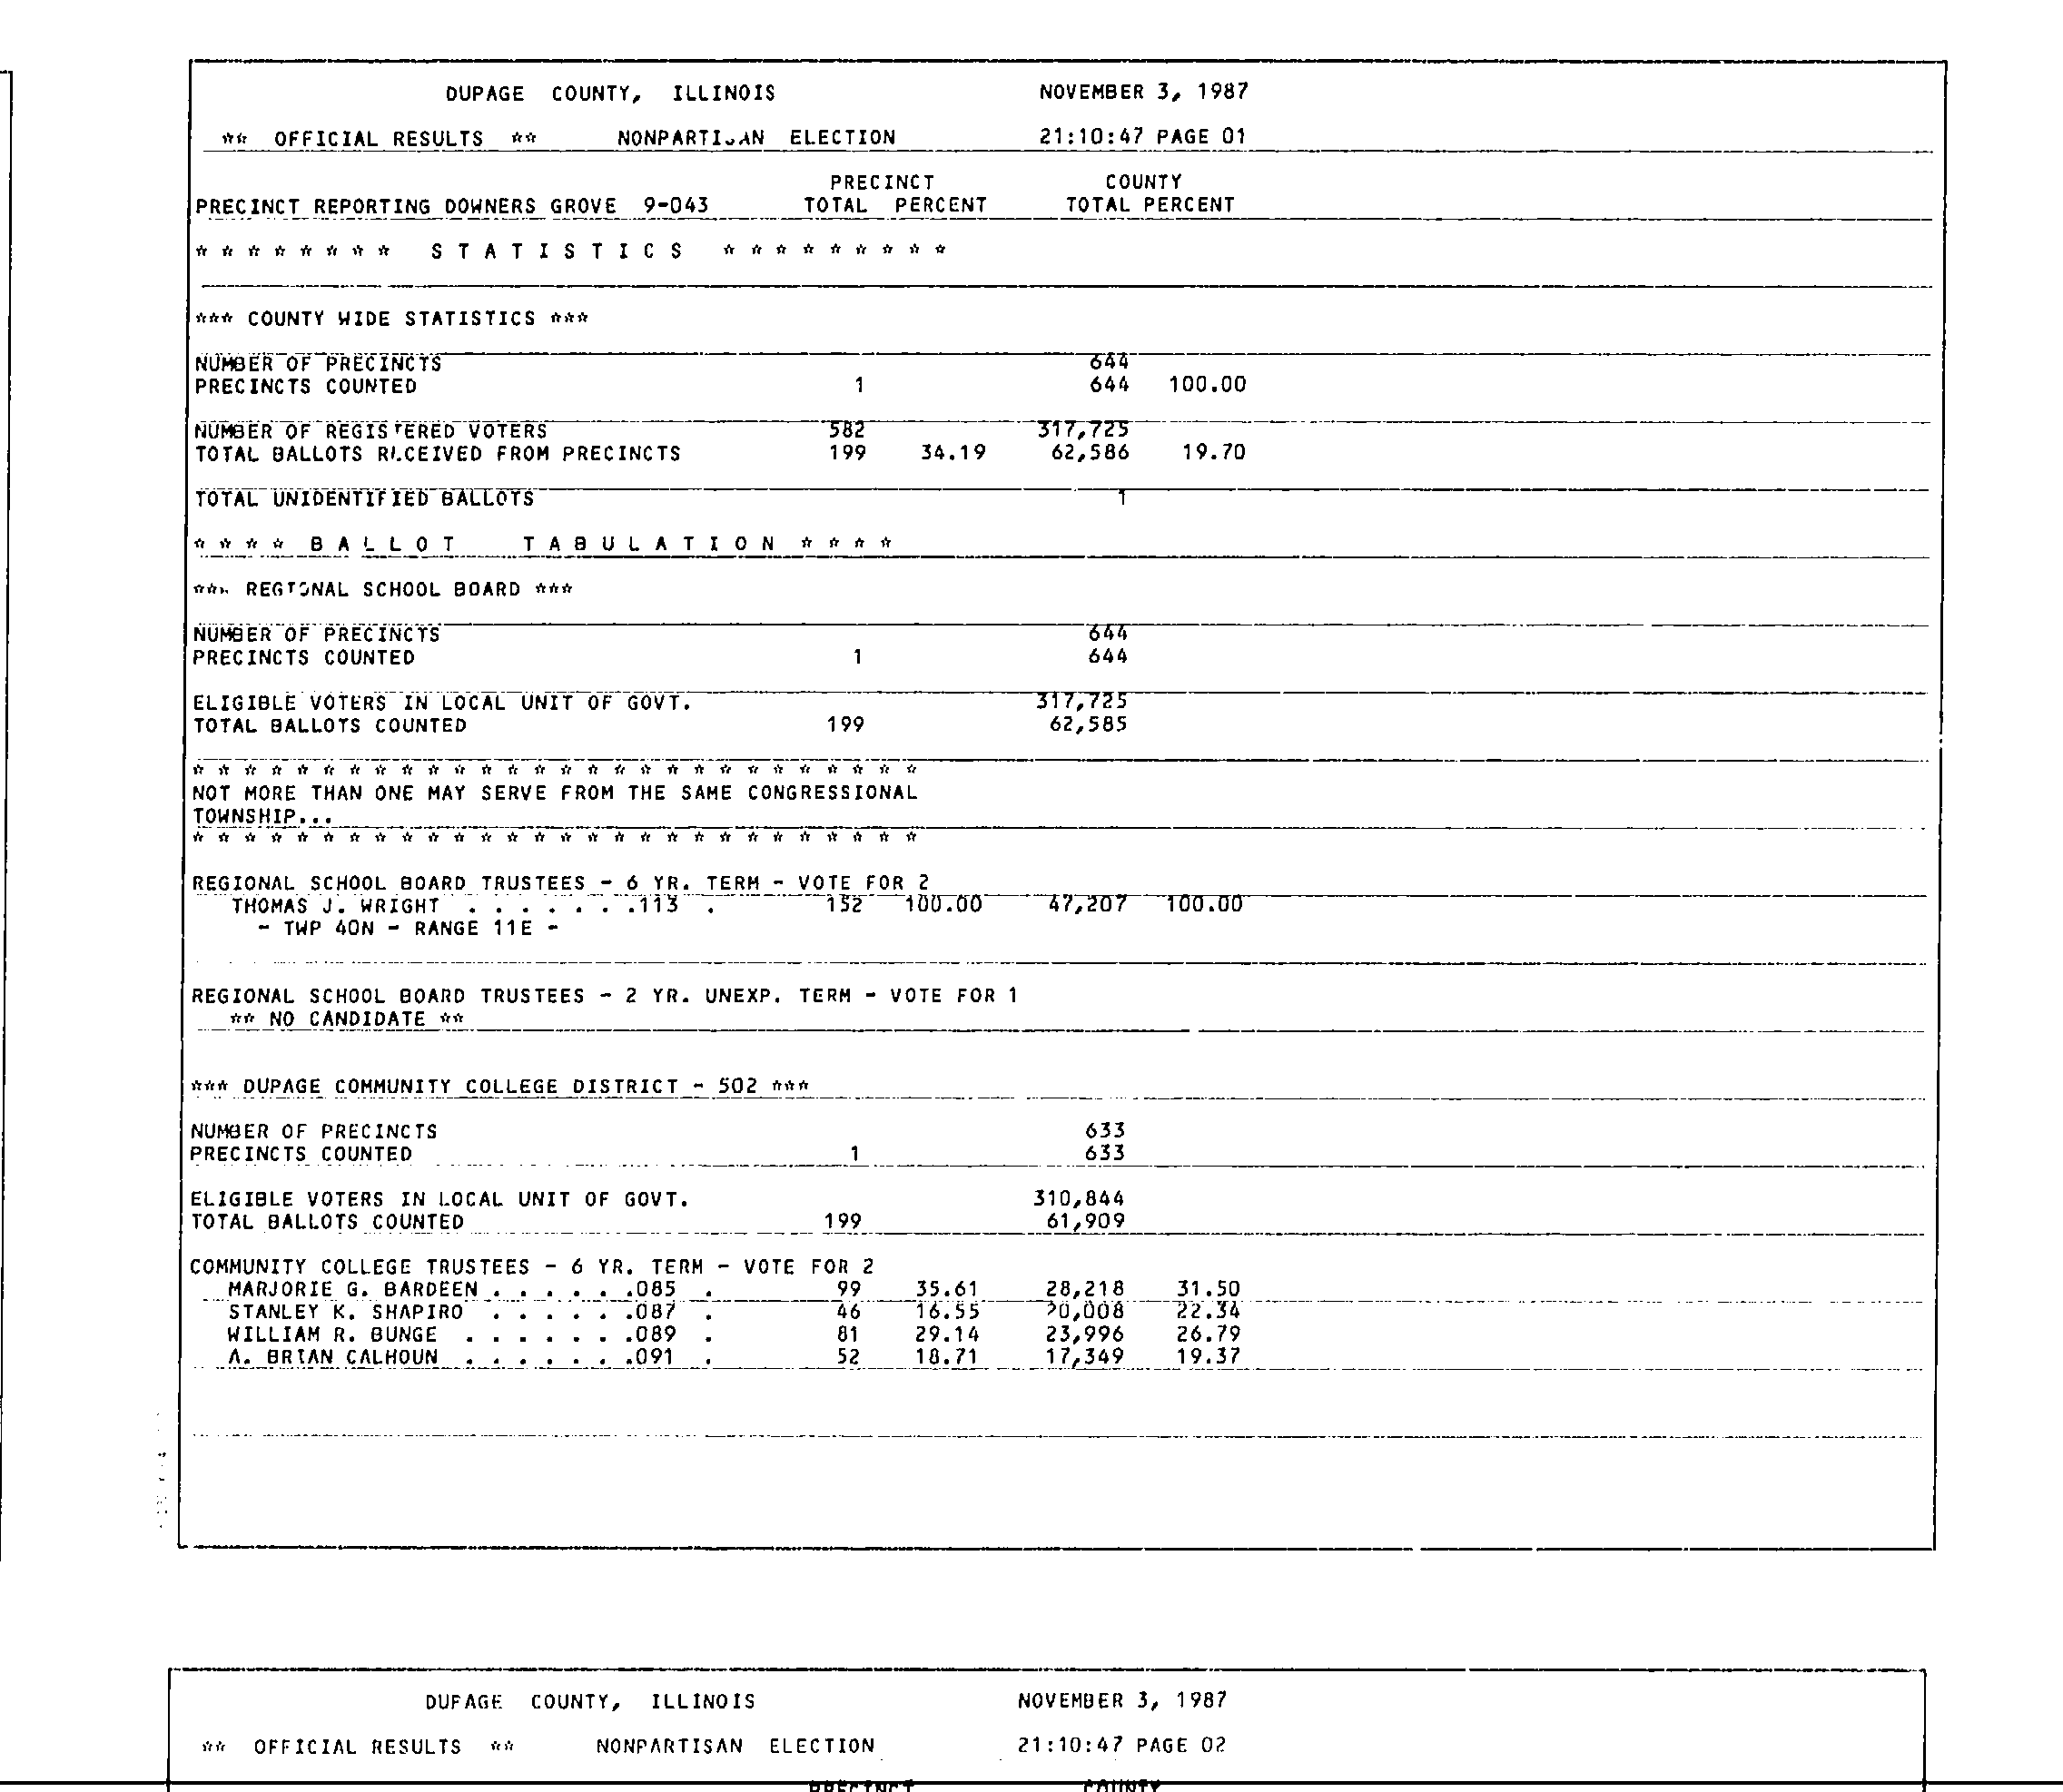 DUPAGE COUNTY, ILLINOIS NOVEMBER 3, 1987
** OFFICIAL RESULTS ** NONPARTISAN ELECTION 21:10:47 PAGE 01
PRECINCT COUNTY
PRECINCT REPORTING DOWNERS GROVE 9-043 TOTAL PERCENT TOTAL PERCENT
* * * * * * * * S T A T I S T I C S * * * * * * * * *
*** COUNTY WIDE STATISTICS ***
NUMBER OF PRECINCTS 644
PRECINCTS COUNTED 1 644 100.00
NUMBER OF REGISTERED VOTERS 582 317,725
TOTAL BALLOTS RECEIVED FROM PRECINCTS 199 34.19 62,586 19.70
TOTAL UNIDENTIFIED BALLOTS 1
* * * * B A L L O T T A B U L A T I O N * * * *
*** REGIONAL SCHOOL BOARD ***
NUMBER OF PRECINCTS 644
PRECINCTS COUNTED 1 644
ELIGIBLE VOTERS IN LOCAL UNIT OF GOVT. 317,725
TOTAL BALLOTS COUNTED 199 62,585
* * * * * * * * * * * * * * * * * * * * * * * * * * * *
NOT MORE THAN ONE MAY SERVE FROM THE SAME CONGRESSIONAL
TOWNSHIP...
* * * * * * * * * * * * * * * * * * * * * * * * * * * *
REGIONAL SCHOOL BOARD TRUSTEES - 6 YR. TERM - VOTE FOR 2
THOMAS J. WRIGHT . . . . . . .113 . 152 100.00 47,207 100.00
- TWP 40N - RANGE 11E -
REGIONAL SCHOOL BOARD TRUSTEES - 2 YR. UNEXP. TERM - VOTE FOR 1
** NO CANDIDATE **
*** DUPAGE COMMUNITY COLLEGE DISTRICT - 502 ***
NUMBER OF PRECINCTS 633
PRECINCTS COUNTED 1 633
ELIGIBLE VOTERS IN LOCAL UNIT OF GOVT. 310,844
TOTAL BALLOTS COUNTED 199 61,909
COMMUNITY COLLEGE TRUSTEES - 6 YR. TERM - VOTE FOR 2
MARJORIE G. BARDEEN . . . . . .085 . 99 35.61 28,218 31.50
STANLEY K. SHAPIRO . . . . . .087 . 46 16.55 20,008 22.34
WILLIAM R. BUNGE . . . . . . .089 . 81 29.14 23,996 26.79
A. BRIAN CALHOUN . . . . . . .091 . 52 18.71 17,349 19.37
DUPAGE COUNTY, ILLINOIS NOVEMBER 3, 1987
** OFFICIAL RESULTS ** NONPARTISAN ELECTION 21:10:47 PAGE 02
PRECINCT COUNTY